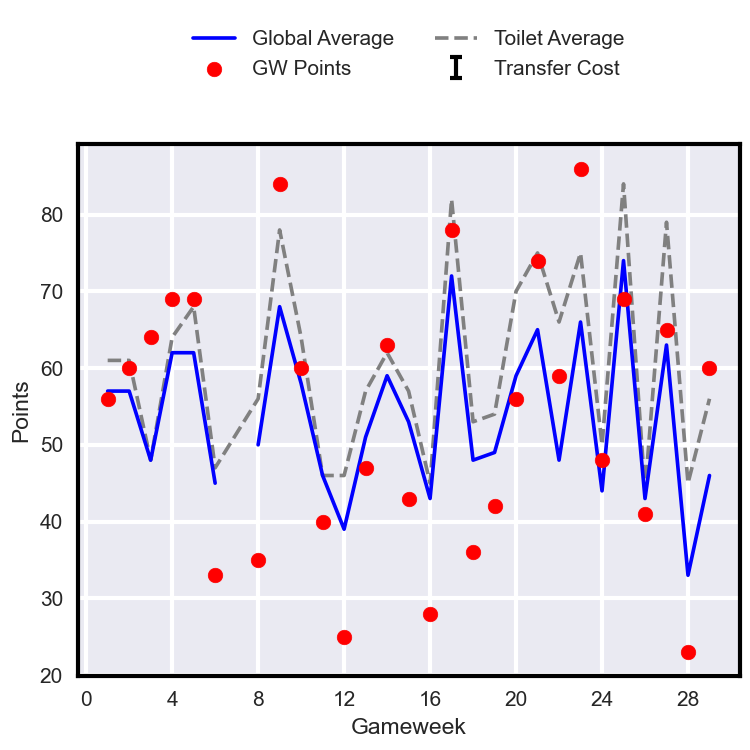 Global Average
Toilet Average
GW Points
Transfer Cost
80
70
60
50
40
30
20
Points
0 4 8 12 16 20 24 28
Gameweek